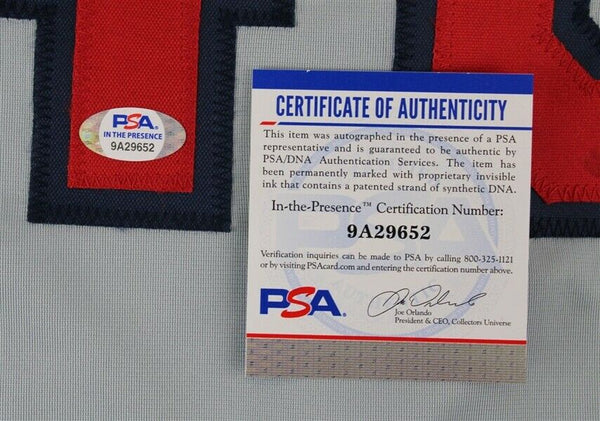 PSA
IN THE PRESENCE
9A29652
CERTIFICATE OF AUTHENTICITY
This item was autographed in the presence of a PSA
representative and is guaranteed to be authentic by
PSA/DNA Authentication Services. The item has
been permanently marked with proprietary invisible
ink that contains a patented strand of synthetic DNA.
In-the-Presence™ Certification Number:
9A29652
Verification inquiries can be made to PSA by calling 800-325-1121
or by visiting PSAcard.com and entering the certification number above.
PSA
Joe Orlando
President & CEO, Collectors Universe